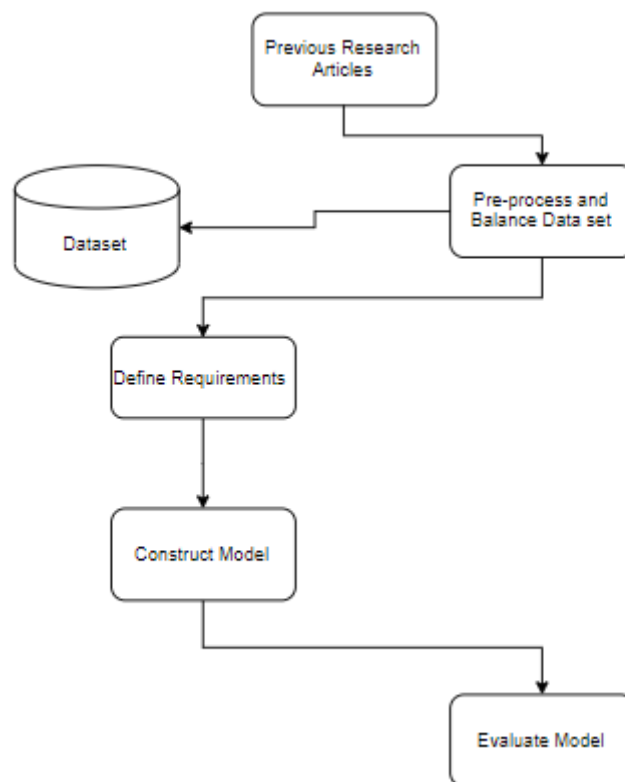 Previous Research
Articles
Pre-process and
Balance Data set
Dataset
Define Requirements
Construct Model
Evaluate Model